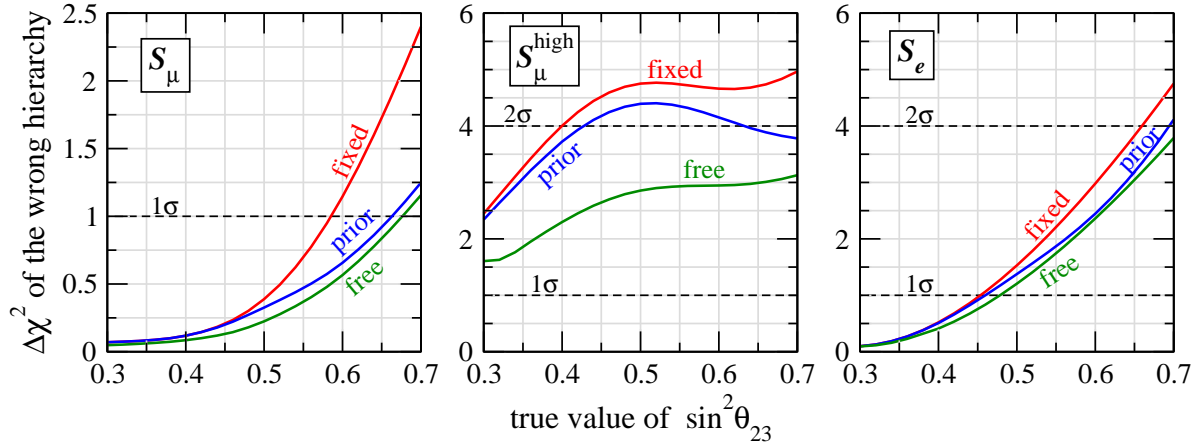 Δχ² of the wrong hierarchy
2.5
2
1.5
1
0.5
0
S_μ
fixed
1σ
prior
free
0.3 0.4 0.5 0.6 0.7
6
4
2
0
S_μ^high
fixed
2σ
prior
free
1σ
0.3 0.4 0.5 0.6 0.7
6
5
4
3
2
1
0
S_e
2σ
prior
fixed
1σ
free
0.3 0.4 0.5 0.6 0.7
true value of sin²θ₂₃